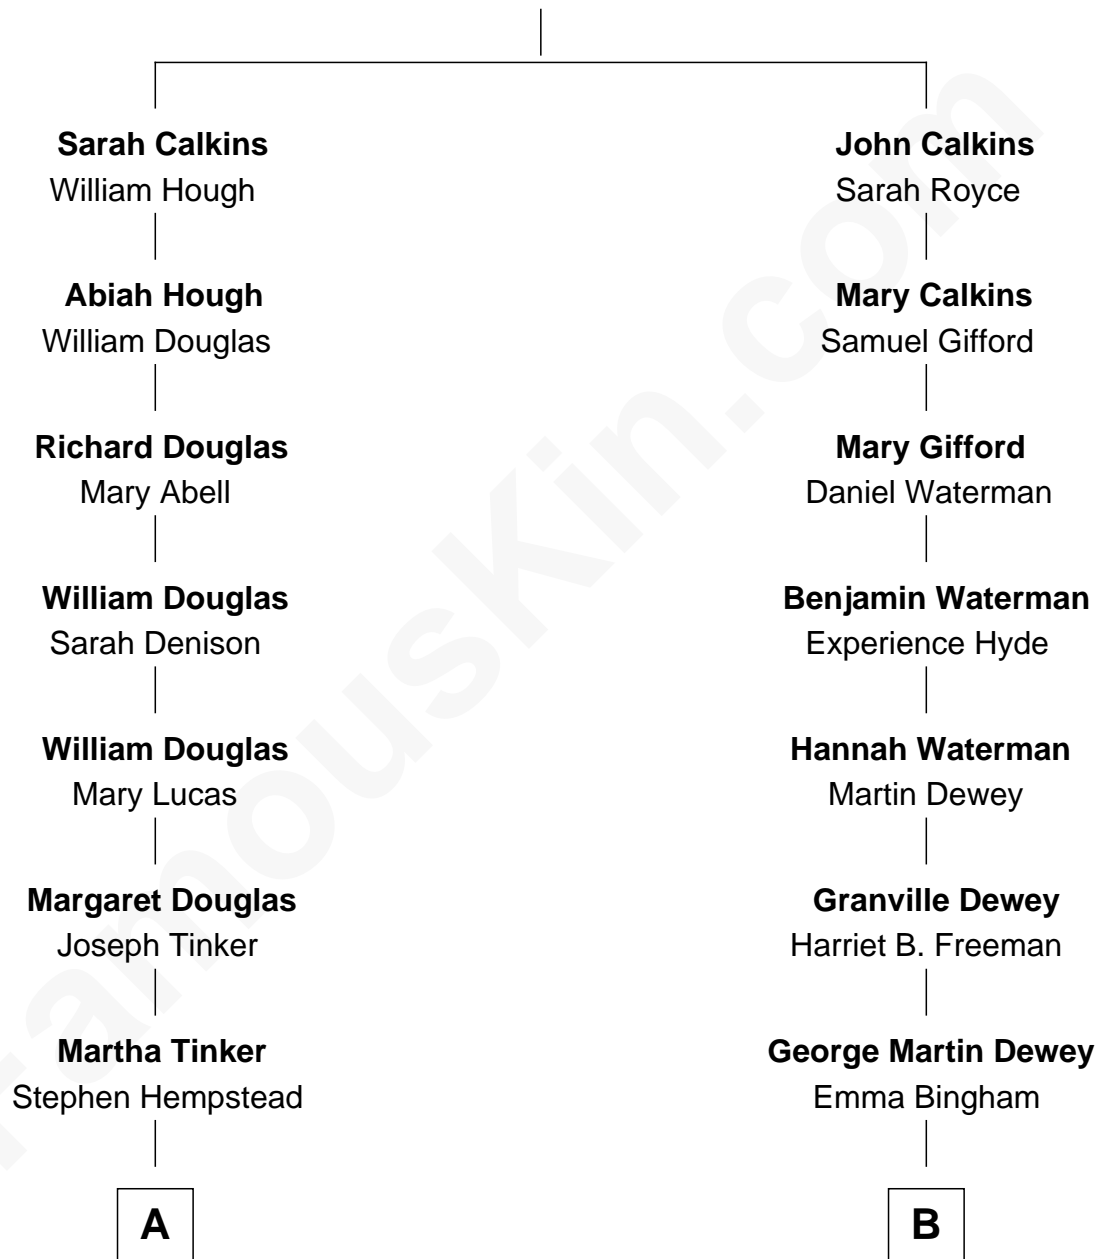 Sarah Calkins
William Hough
Abiah Hough
William Douglas
Richard Douglas
Mary Abell
William Douglas
Sarah Denison
William Douglas
Mary Lucas
Margaret Douglas
Joseph Tinker
Martha Tinker
Stephen Hempstead
A
John Calkins
Sarah Royce
Mary Calkins
Samuel Gifford
Mary Gifford
Daniel Waterman
Benjamin Waterman
Experience Hyde
Hannah Waterman
Martin Dewey
Granville Dewey
Harriet B. Freeman
George Martin Dewey
Emma Bingham
B
FamousKin.com